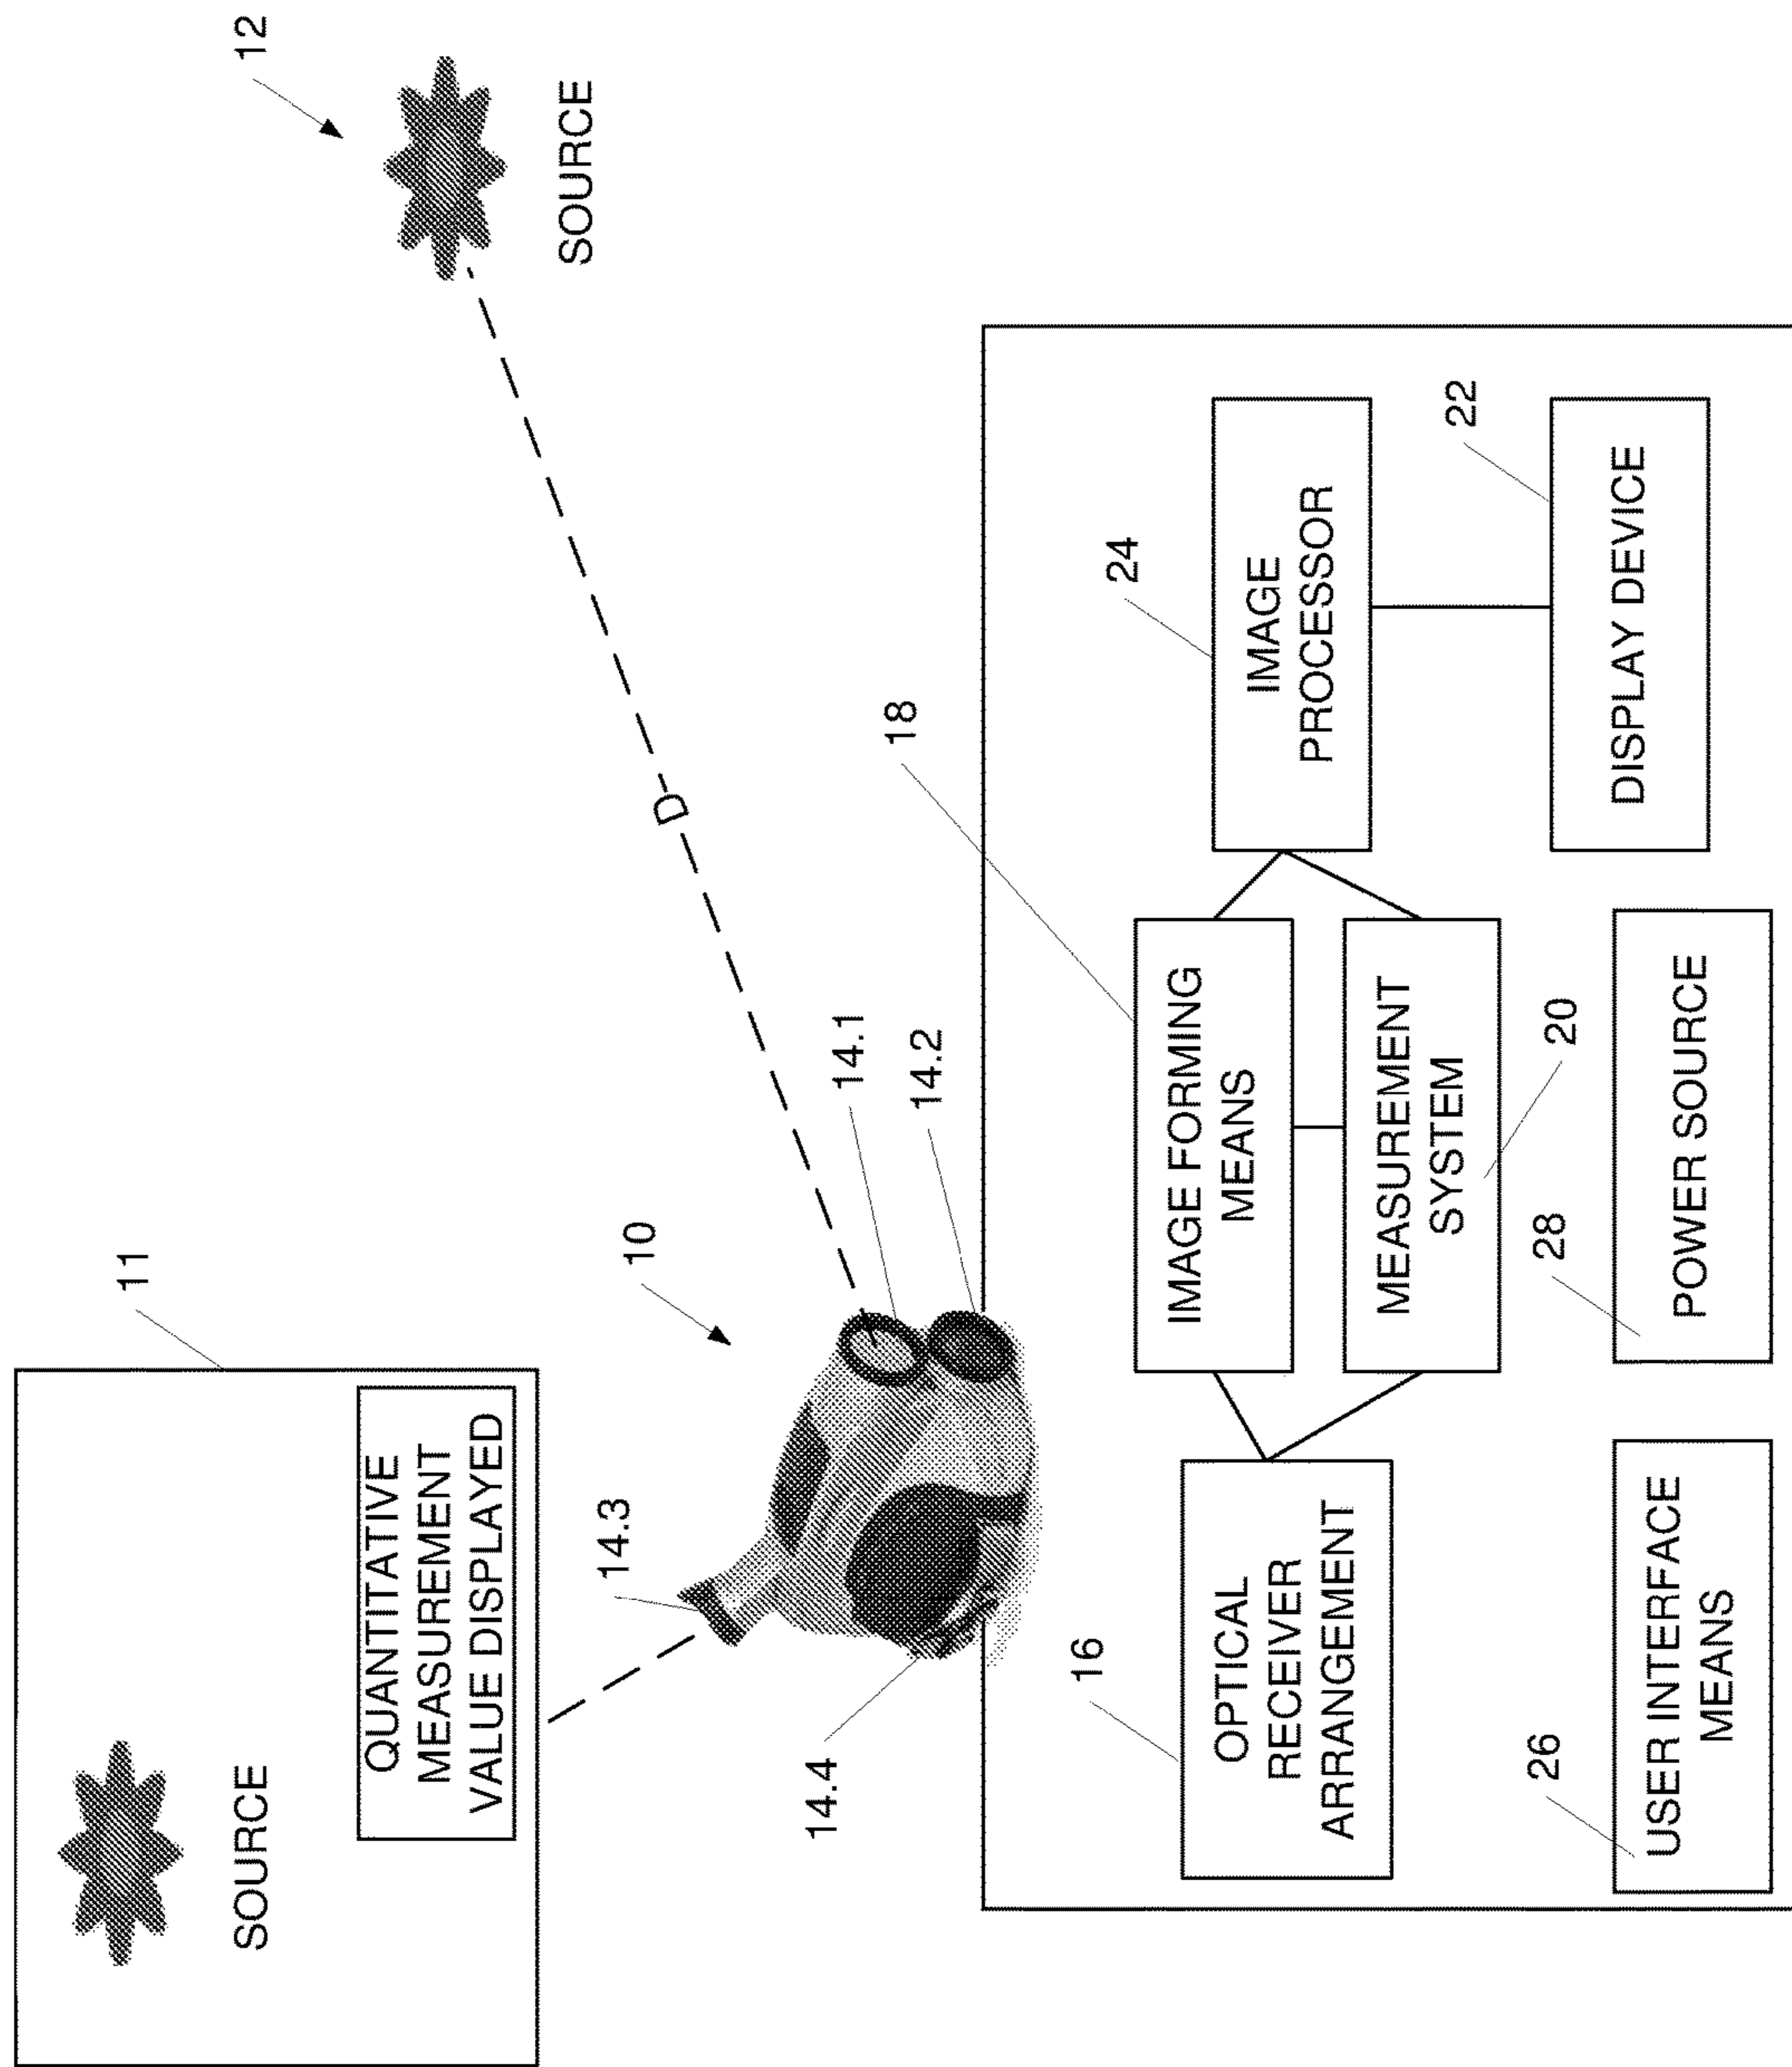 11
SOURCE
QUANTITATIVE
MEASUREMENT
VALUE DISPLAYED
12
SOURCE
D
10
14.1
14.2
14.3
14.4
16
OPTICAL
RECEIVER
ARRANGEMENT
18
IMAGE FORMING
MEANS
24
IMAGE
PROCESSOR
MEASUREMENT
SYSTEM
20
22
DISPLAY DEVICE
26
USER INTERFACE
MEANS
28
POWER SOURCE